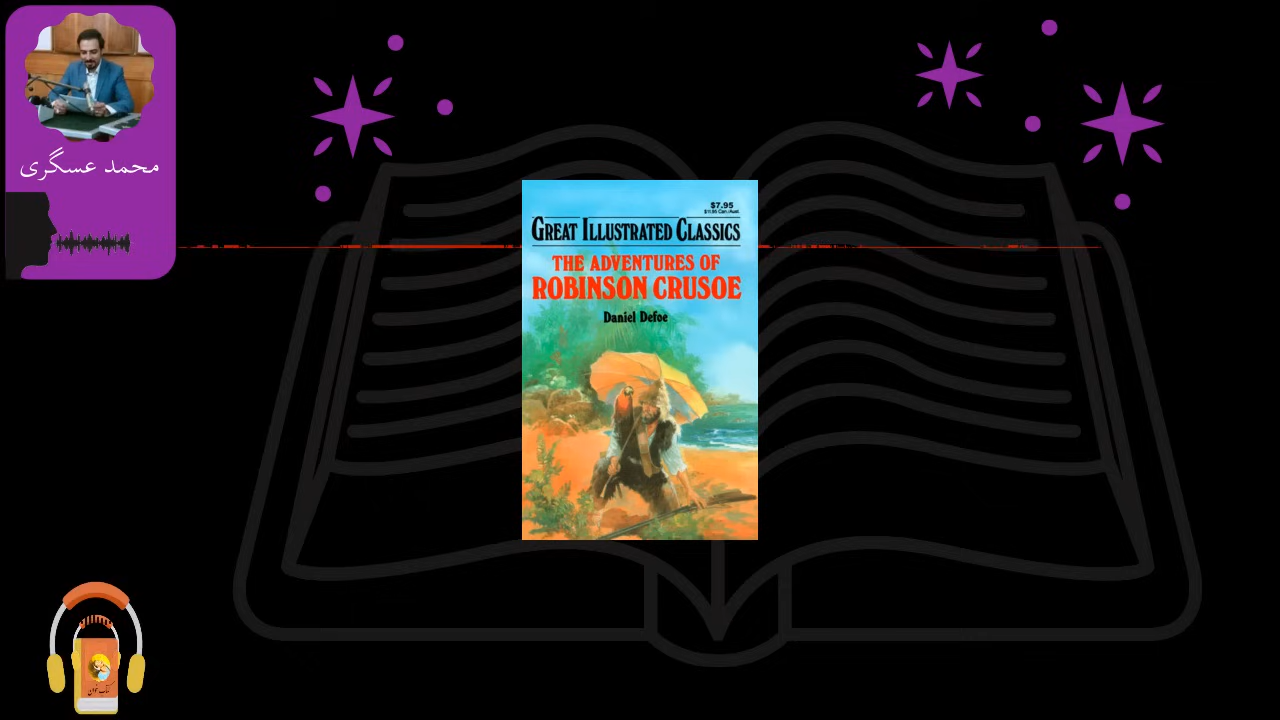 محمد عسگری
$7.95
GREAT ILLUSTRATED CLASSICS
THE ADVENTURES OF
ROBINSON CRUSOE
Daniel Defoe